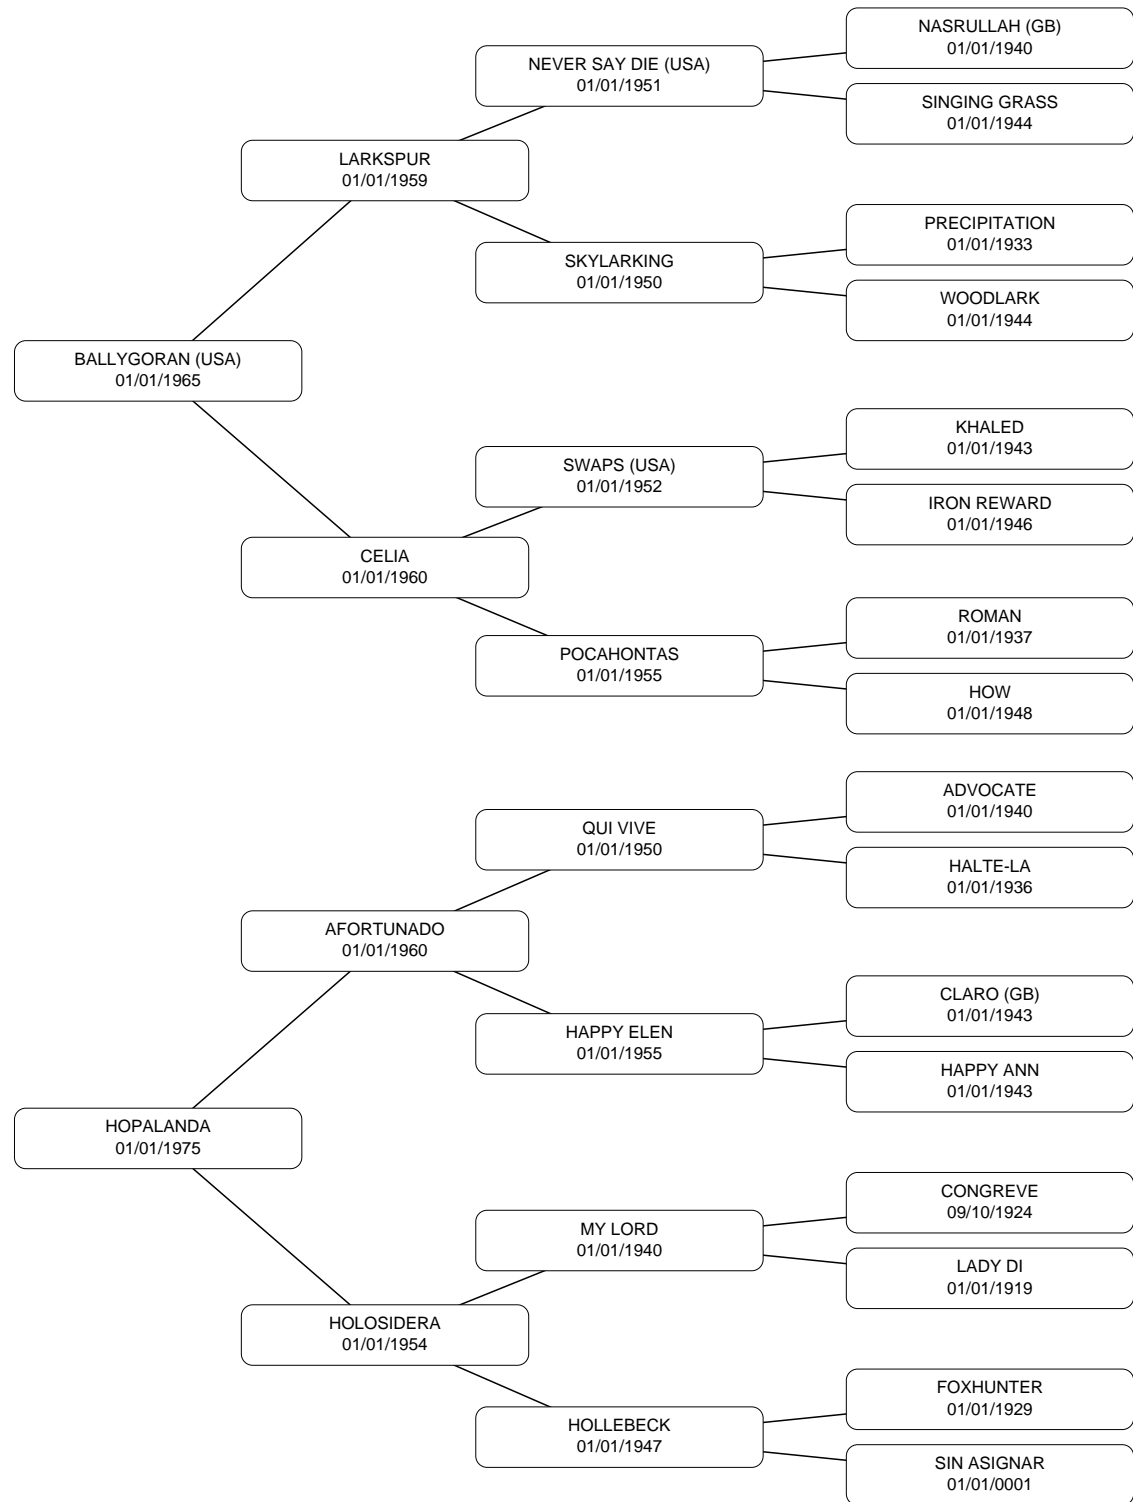 NASRULLAH (GB)
01/01/1940
NEVER SAY DIE (USA)
01/01/1951
SINGING GRASS
01/01/1944
LARKSPUR
01/01/1959
PRECIPITATION
01/01/1933
SKYLARKING
01/01/1950
WOODLARK
01/01/1944
BALLYGORAN (USA)
01/01/1965
KHALED
01/01/1943
SWAPS (USA)
01/01/1952
IRON REWARD
01/01/1946
CELIA
01/01/1960
ROMAN
01/01/1937
POCAHONTAS
01/01/1955
HOW
01/01/1948
ADVOCATE
01/01/1940
QUI VIVE
01/01/1950
HALTE-LA
01/01/1936
AFORTUNADO
01/01/1960
CLARO (GB)
01/01/1943
HAPPY ELEN
01/01/1955
HAPPY ANN
01/01/1943
HOPALANDA
01/01/1975
CONGREVE
09/10/1924
MY LORD
01/01/1940
LADY DI
01/01/1919
HOLOSIDERA
01/01/1954
FOXHUNTER
01/01/1929
HOLLEBECK
01/01/1947
SIN ASIGNAR
01/01/0001